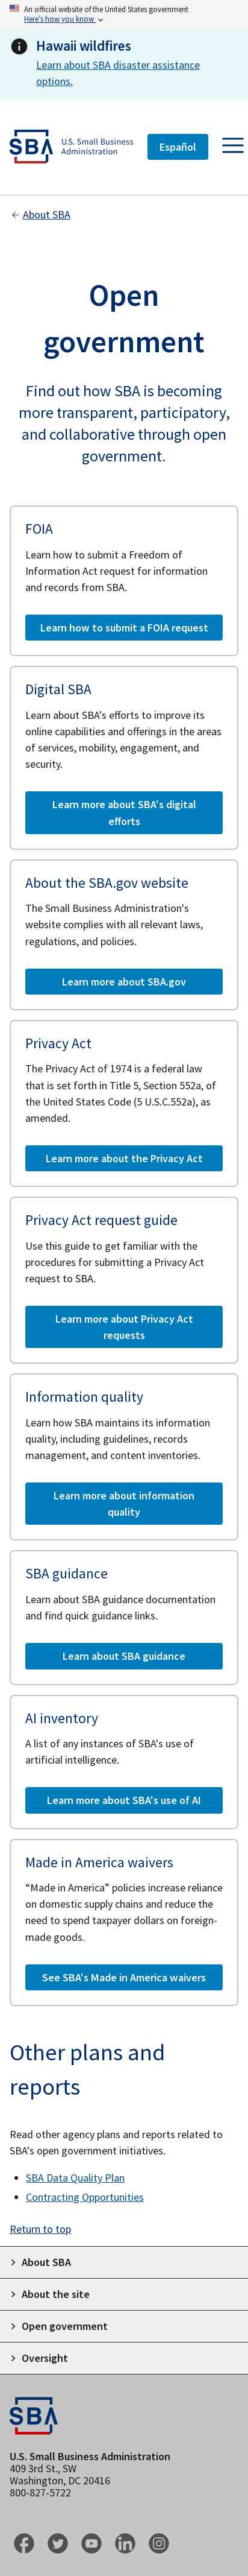 An official website of the United States government
Here's how you know
Hawaii wildfires
Learn about SBA disaster assistance
options.
SBA
U.S. Small Business
Administration
Español
About SBA
Open
government
Find out how SBA is becoming
more transparent, participatory,
and collaborative through open
government.
FOIA
Learn how to submit a Freedom of
Information Act request for information
and records from SBA.
Learn how to submit a FOIA request
Digital SBA
Learn about SBA's efforts to improve its
online capabilities and offerings in the areas
of services, mobility, engagement, and
security.
Learn more about SBA's digital
efforts
About the SBA.gov website
The Small Business Administration's
website complies with all relevant laws,
regulations, and policies.
Learn more about SBA.gov
Privacy Act
The Privacy Act of 1974 is a federal law
that is set forth in Title 5, Section 552a, of
the United States Code (5 U.S.C.552a), as
amended.
Learn more about the Privacy Act
Privacy Act request guide
Use this guide to get familiar with the
procedures for submitting a Privacy Act
request to SBA.
Learn more about Privacy Act
requests
Information quality
Learn how SBA maintains its information
quality, including guidelines, records
management, and content inventories.
Learn more about information
quality
SBA guidance
Learn about SBA guidance documentation
and find quick guidance links.
Learn about SBA guidance
AI inventory
A list of any instances of SBA's use of
artificial intelligence.
Learn more about SBA's use of AI
Made in America waivers
“Made in America” policies increase reliance
on domestic supply chains and reduce the
need to spend taxpayer dollars on foreign-
made goods.
See SBA's Made in America waivers
Other plans and
reports
Read other agency plans and reports related to
SBA's open government initiatives.
SBA Data Quality Plan
Contracting Opportunities
Return to top
About SBA
About the site
Open government
Oversight
SBA
U.S. Small Business Administration
409 3rd St., SW
Washington, DC 20416
800-827-5722